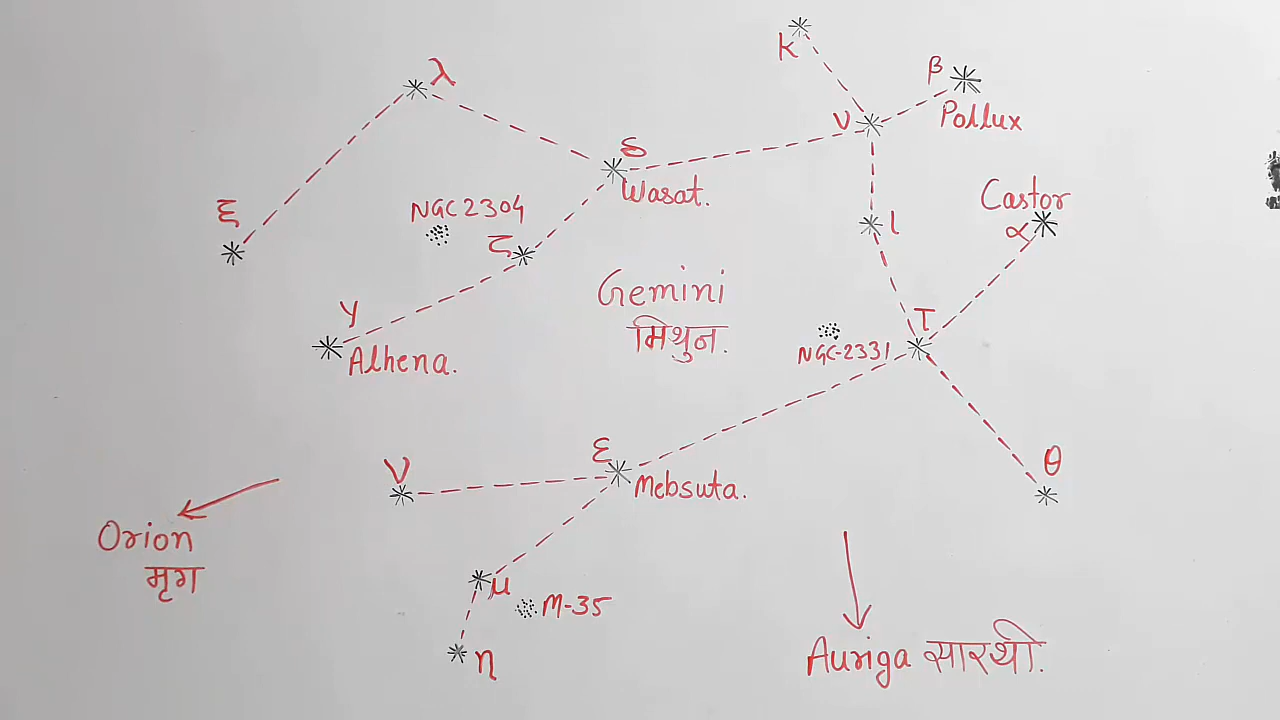 K
β
λ
ν
Pollux
δ
Wasat.
Castor
α
ξ
NGC 2304
ζ
ι
Gemini
मिथुन.
γ
Alhena.
τ
NGC-2331
ε
Mebsuta.
ν
θ
Orion
मृग
μ
M-35
η
Auriga सारथी.